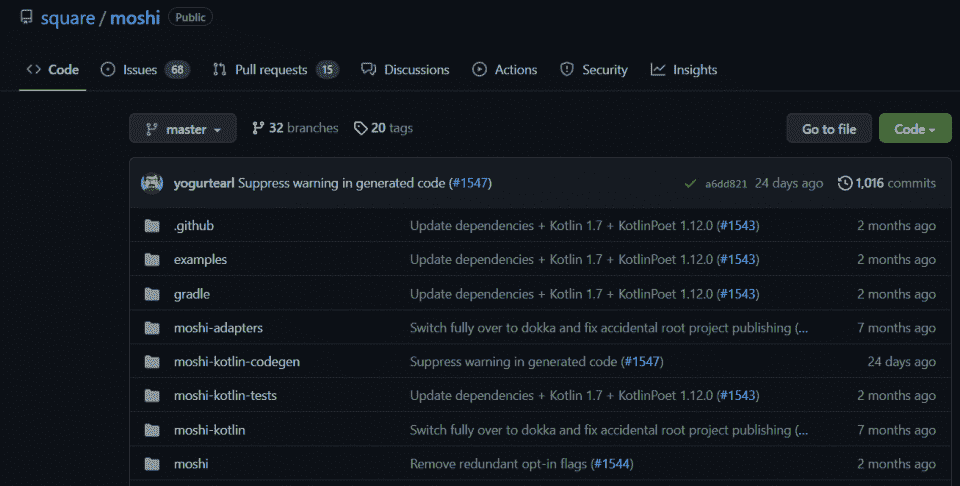 square / moshi Public
Code Issues 68 Pull requests 15 Discussions Actions Security Insights
master 32 branches 20 tags Go to file Code
yogurtearl Suppress warning in generated code (#1547) a6dd821 24 days ago 1,016 commits
.github Update dependencies + Kotlin 1.7 + KotlinPoet 1.12.0 (#1543) 2 months ago
examples Update dependencies + Kotlin 1.7 + KotlinPoet 1.12.0 (#1543) 2 months ago
gradle Update dependencies + Kotlin 1.7 + KotlinPoet 1.12.0 (#1543) 2 months ago
moshi-adapters Switch fully over to dokka and fix accidental root project publishing (... 7 months ago
moshi-kotlin-codegen Suppress warning in generated code (#1547) 24 days ago
moshi-kotlin-tests Update dependencies + Kotlin 1.7 + KotlinPoet 1.12.0 (#1543) 2 months ago
moshi-kotlin Switch fully over to dokka and fix accidental root project publishing (... 7 months ago
moshi Remove redundant opt-in flags (#1544) 2 months ago